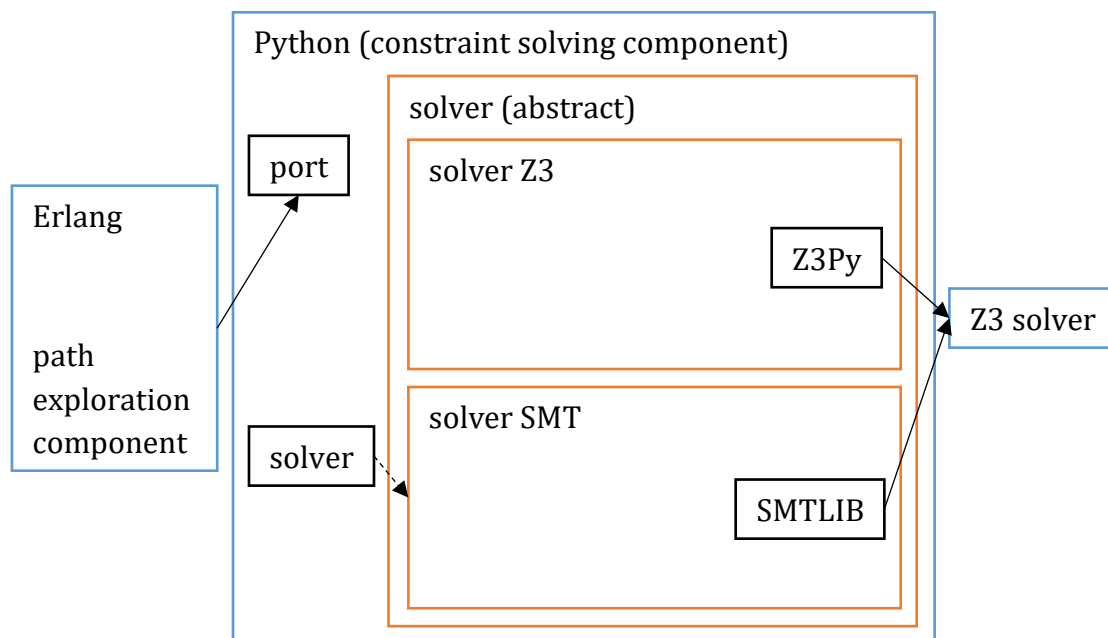 Python (constraint solving component)
solver (abstract)
solver Z3
port
Erlang
Z3Py
Z3 solver
path
exploration
component
solver SMT
solver
SMTLIB